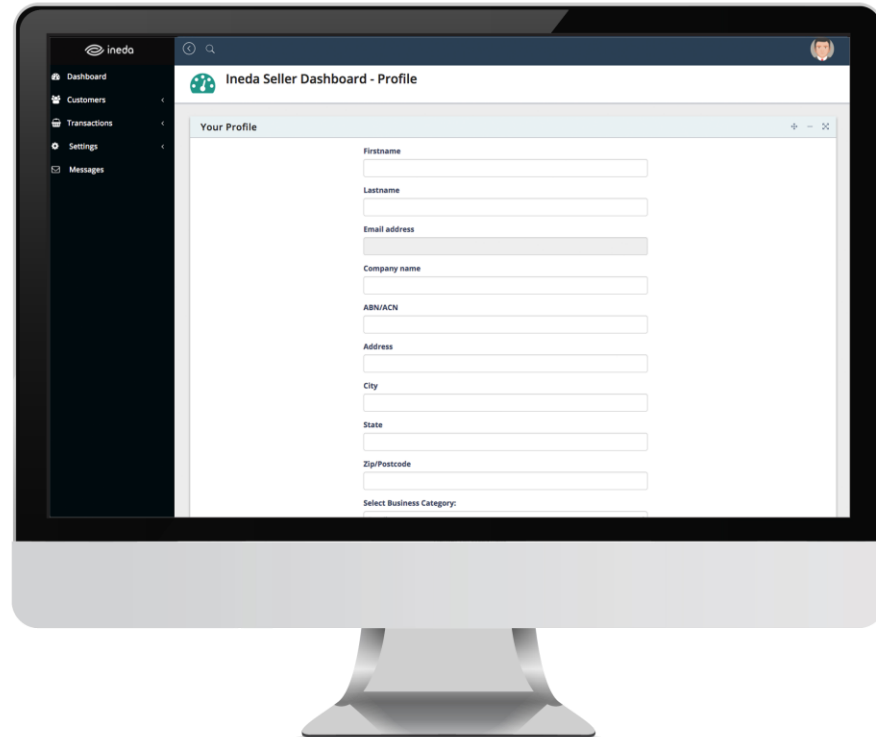 ineda
Dashboard
Customers
Transactions
Settings
Messages
Ineda Seller Dashboard - Profile
Your Profile
Firstname
Lastname
Email address
Company name
ABN/ACN
Address
City
State
Zip/Postcode
Select Business Category: